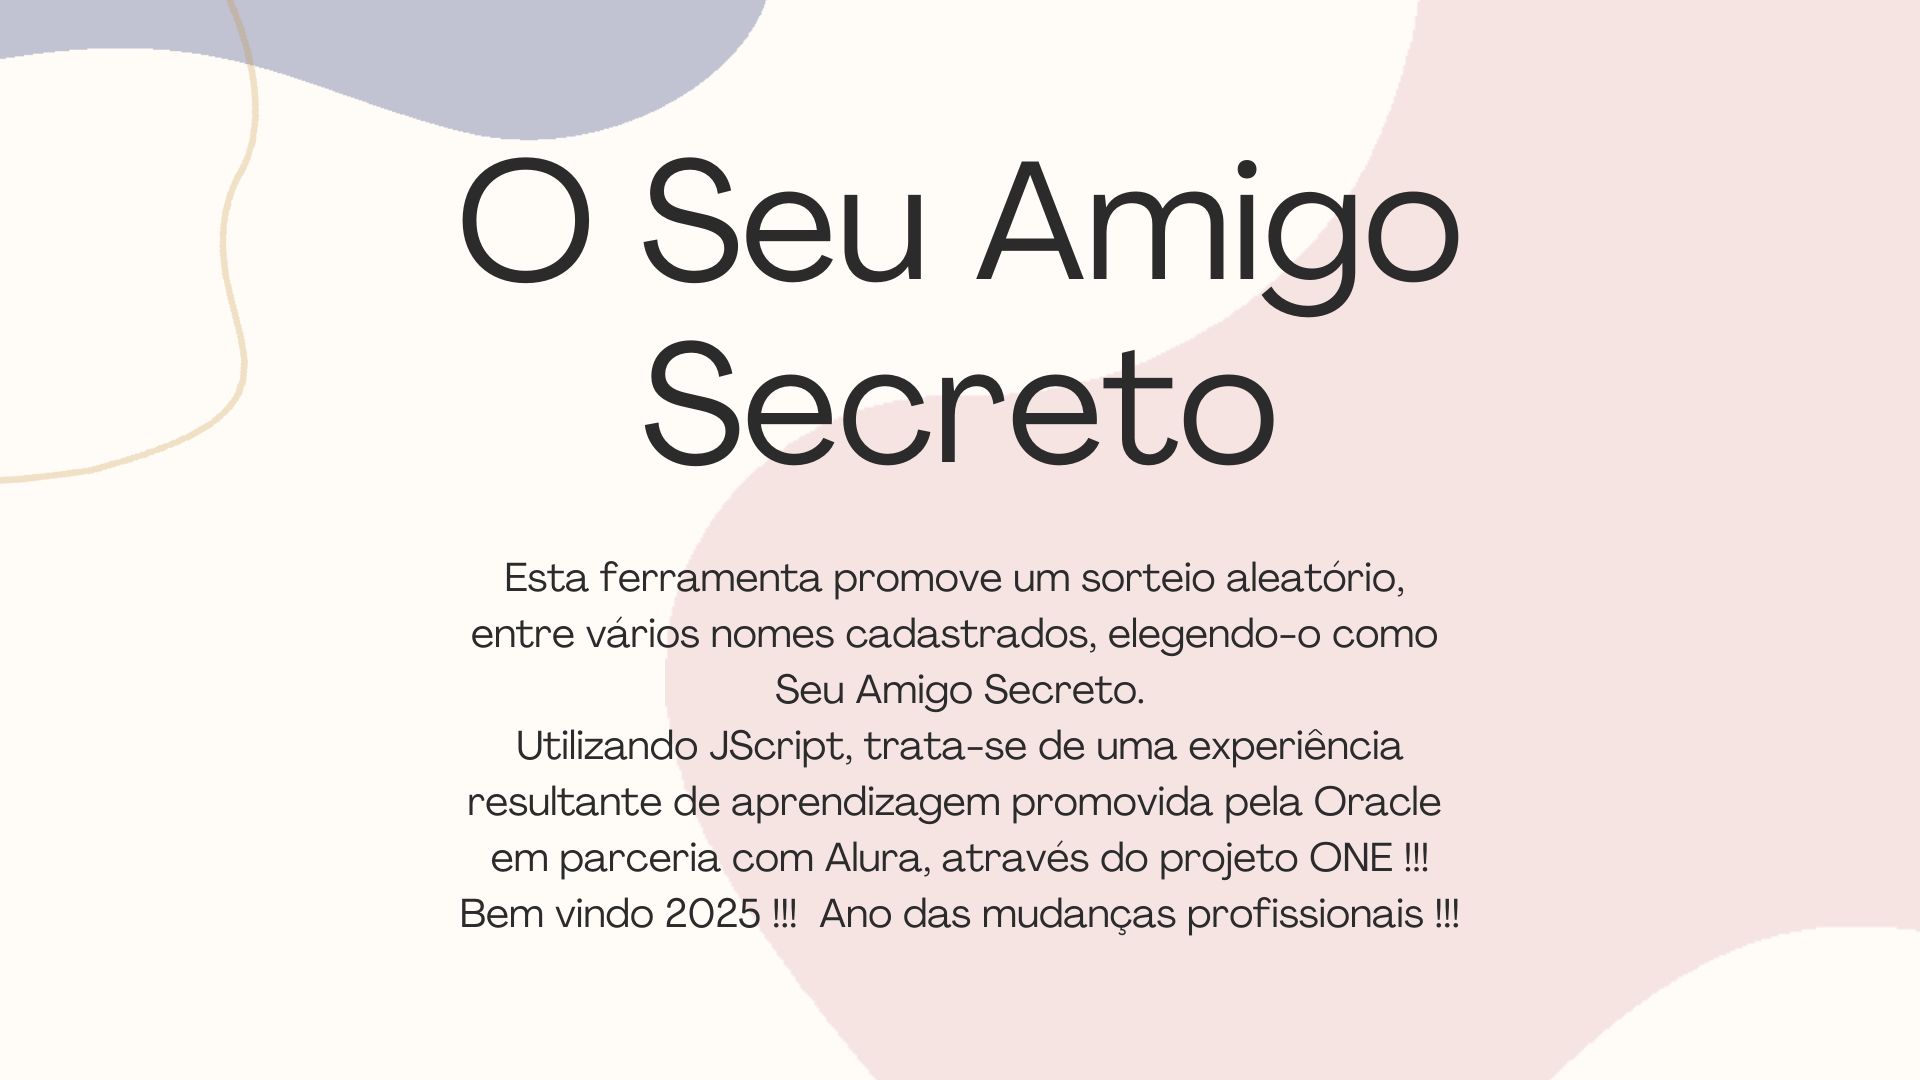 O Seu Amigo
Secreto
Esta ferramenta promove um sorteio aleatório,
entre vários nomes cadastrados, elegendo-o como
Seu Amigo Secreto.
Utilizando JScript, trata-se de uma experiência
resultante de aprendizagem promovida pela Oracle
em parceria com Alura, através do projeto ONE !!!
Bem vindo 2025 !!!  Ano das mudanças profissionais !!!